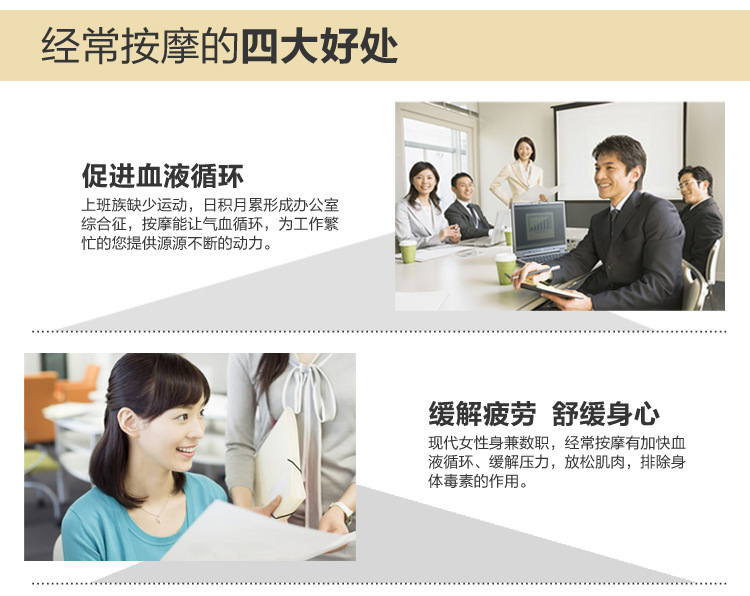 经常按摩的四大好处
促进血液循环
上班族缺少运动，日积月累形成办公室
综合征，按摩能让气血循环，为工作繁
忙的您提供源源不断的动力。
缓解疲劳 舒缓身心
现代女性身兼数职，经常按摩有加快血
液循环、缓解压力，放松肌肉，排除身
体毒素的作用。